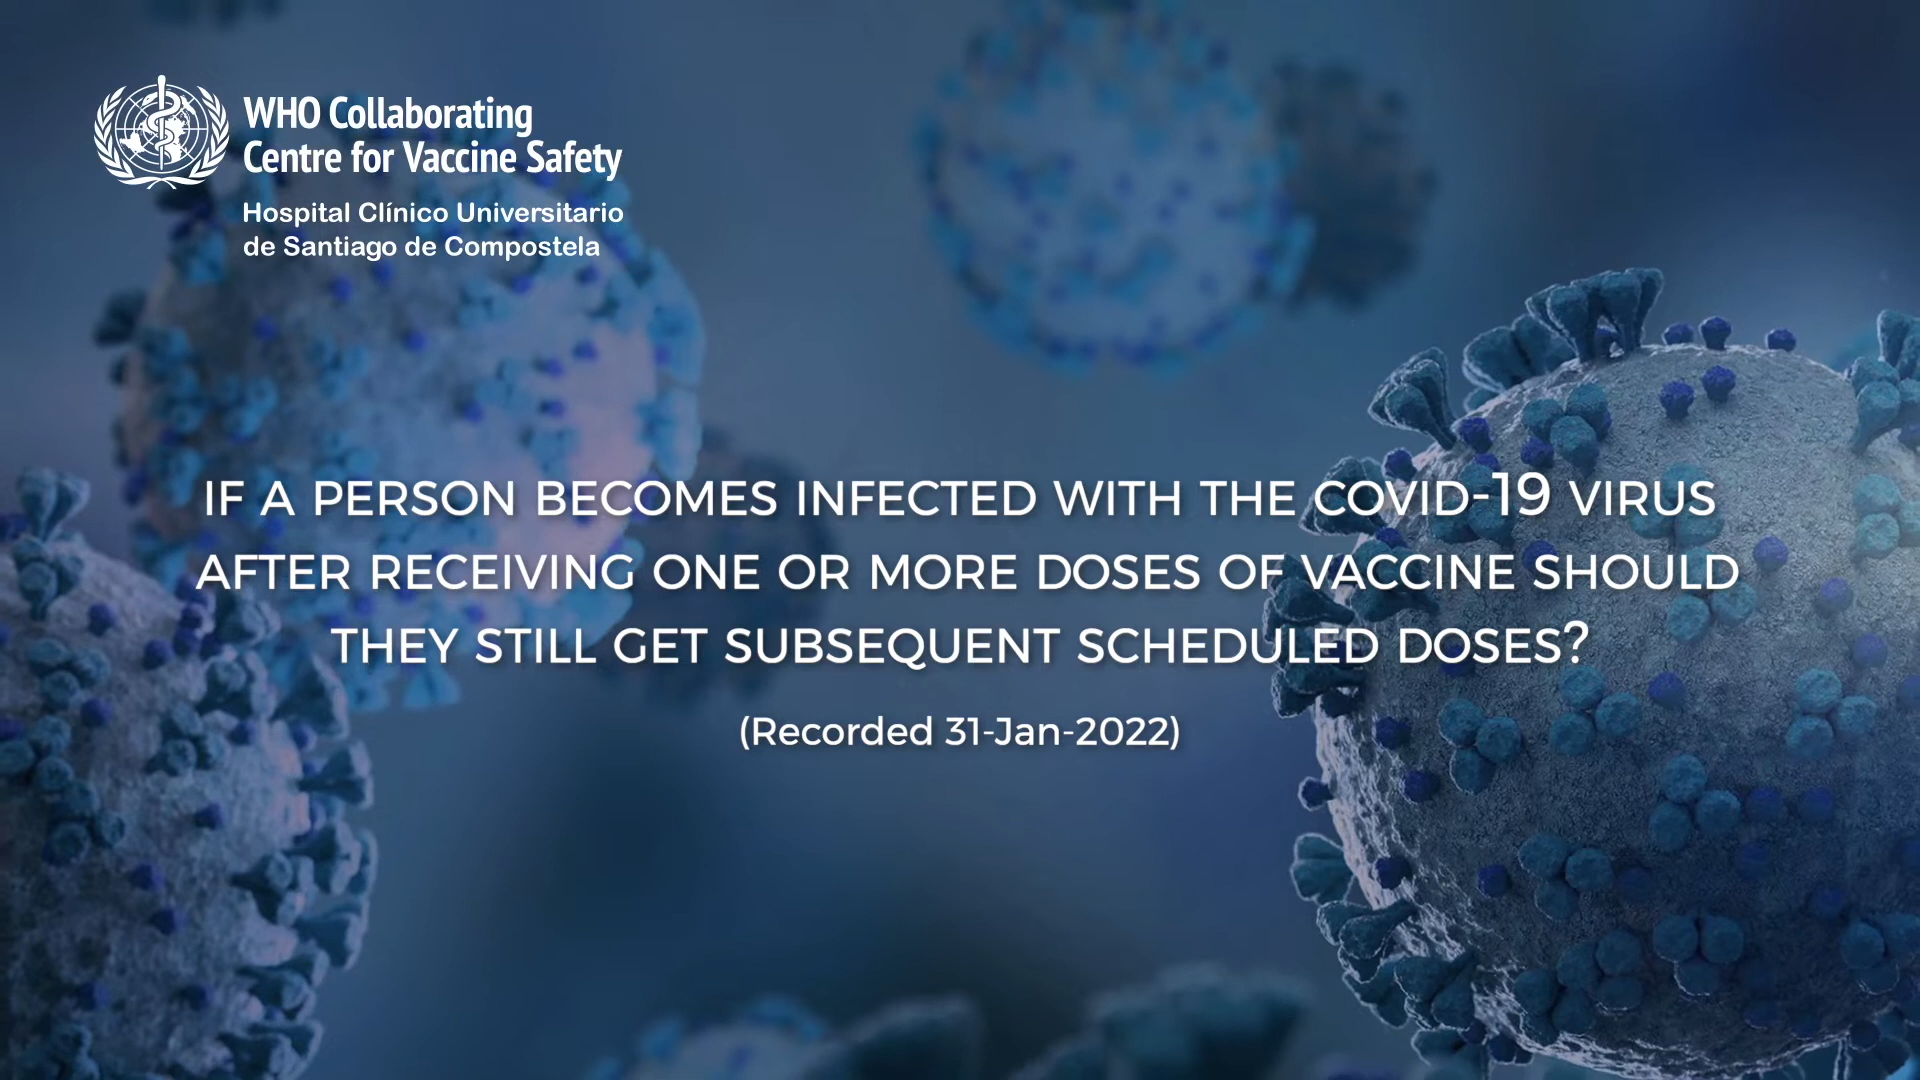 WHO Collaborating
Centre for Vaccine Safety
Hospital Clínico Universitario
de Santiago de Compostela
IF A PERSON BECOMES INFECTED WITH THE COVID-19 VIRUS
AFTER RECEIVING ONE OR MORE DOSES OF VACCINE SHOULD
THEY STILL GET SUBSEQUENT SCHEDULED DOSES?
(Recorded 31-Jan-2022)